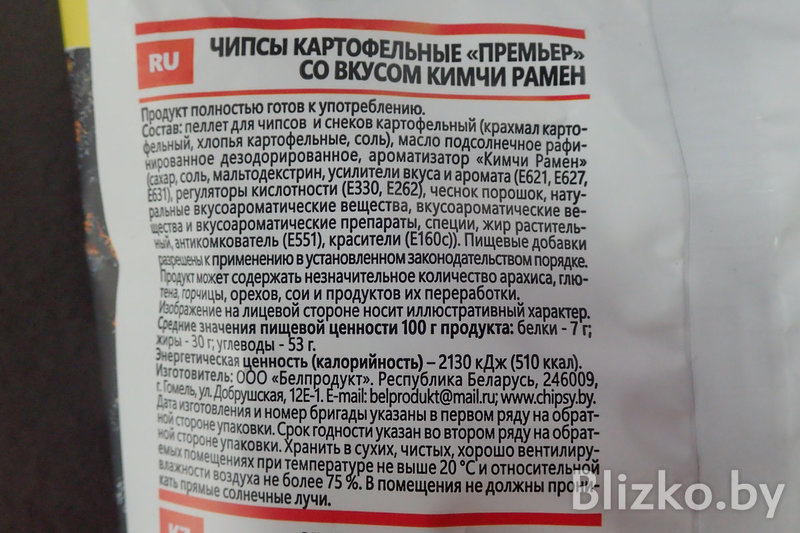 RU
ЧИПСЫ КАРТОФЕЛЬНЫЕ «ПРЕМЬЕР»
СО ВКУСОМ КИМЧИ РАМЕН
Продукт полностью готов к употреблению.
Состав: пеллет для чипсов и снеков картофельный (крахмал карто-
фельный, хлопья картофельные, соль), масло подсолнечное рафи-
нированное дезодорированное, ароматизатор «Кимчи Рамен»
(сахар, соль, мальтодекстрин, усилители вкуса и аромата (Е621, Е627,
Е631), регуляторы кислотности (Е330, Е262), чеснок порошок, нату-
ральные вкусоароматические вещества, вкусоароматические ве-
щества и вкусоароматические препараты, специи, жир раститель-
ный, антикомкователь (Е551), красители (Е160с)). Пищевые добавки
разрешены к применению в установленном законодательством порядке.
Продукт может содержать незначительное количество арахиса, глю-
тена, горчицы, орехов, сои и продуктов их переработки.
Изображение на лицевой стороне носит иллюстративный характер.
Средние значения пищевой ценности 100 г продукта: белки - 7 г;
жиры - 30 г; углеводы - 53 г.
Энергетическая ценность (калорийность) – 2130 кДж (510 ккал).
Изготовитель: ООО «Белпродукт». Республика Беларусь, 246009,
г. Гомель, ул. Добрушская, 12Е-1. E-mail: belprodukt@mail.ru; www.chipsy.by.
Дата изготовления и номер бригады указаны в первом ряду на обрат-
ной стороне упаковки. Срок годности указан во втором ряду на обрат-
ной стороне упаковки. Хранить в сухих, чистых, хорошо вентилиру-
емых помещениях при температуре не выше 20 °С и относительной
влажности воздуха не более 75 %. В помещения не должны прони-
кать прямые солнечные лучи.
Blizko.by